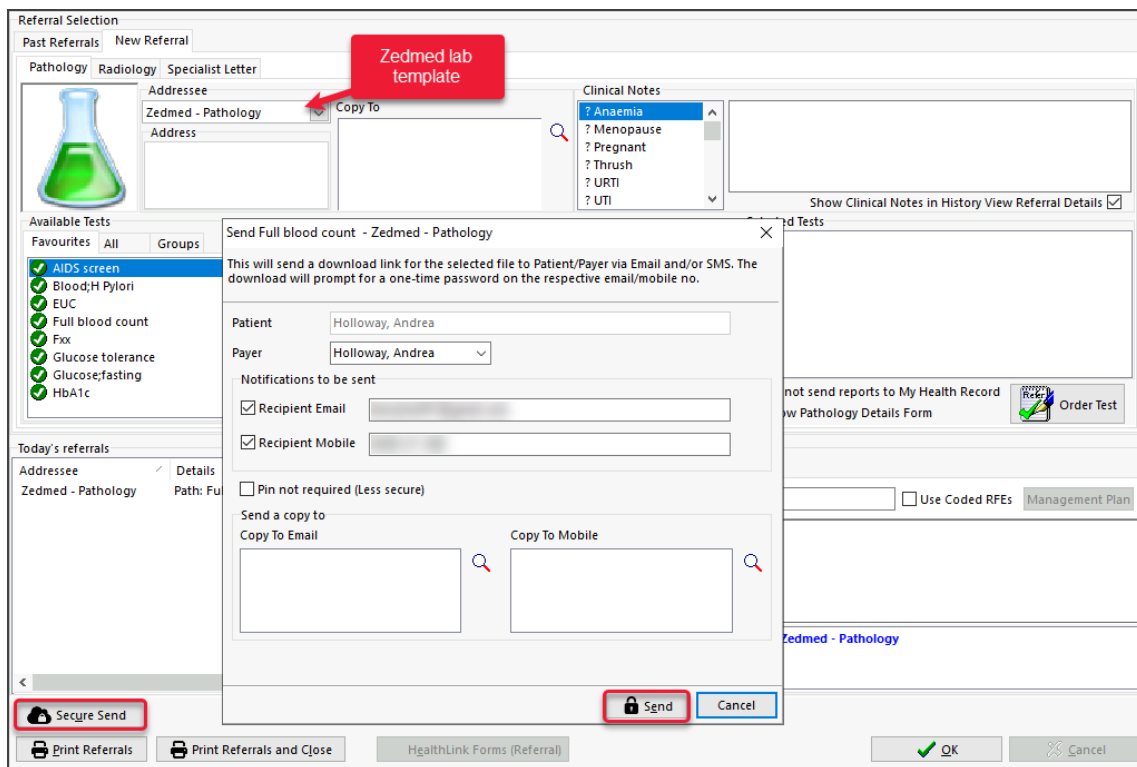 Referral Selection
Past Referrals New Referral
Zedmed lab
template
Pathology Radiology Specialist Letter
Addressee
Zedmed - Pathology
Copy To
Address
Clinical Notes
? Anaemia
? Menopause
? Pregnant
? Thrush
? URTI
? UTI
Show Clinical Notes in History View Referral Details
Available Tests
Favourites All Groups
AIDS screen
Blood;H Pylori
EUC
Full blood count
Fxx
Glucose tolerance
Glucose;fasting
HbA1c
Tests
not send reports to My Health Record
Pathology Details Form
Refer
Order Test
Send Full blood count - Zedmed - Pathology
This will send a download link for the selected file to Patient/Payer via Email and/or SMS. The
download will prompt for a one-time password on the respective email/mobile no.
Patient Holloway, Andrea
Payer Holloway, Andrea
Notifications to be sent
Recipient Email
Recipient Mobile
Pin not required (Less secure)
Send a copy to
Copy To Email Copy To Mobile
Send Cancel
Today's referrals
Addressee Details
Zedmed - Pathology Path: Ful
Use Coded RFEs Management Plan
Zedmed - Pathology
Secure Send
Print Referrals Print Referrals and Close HealthLink Forms (Referral) OK Cancel